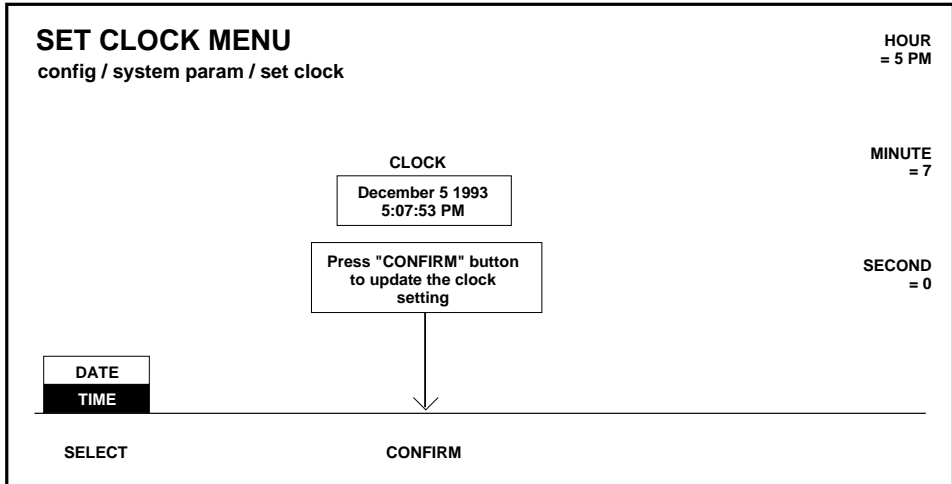 SET CLOCK MENU
config / system param / set clock
HOUR
= 5 PM
MINUTE
= 7
CLOCK
December 5 1993
5:07:53 PM
Press "CONFIRM" button
to update the clock
setting
SECOND
= 0
DATE
TIME
SELECT
CONFIRM